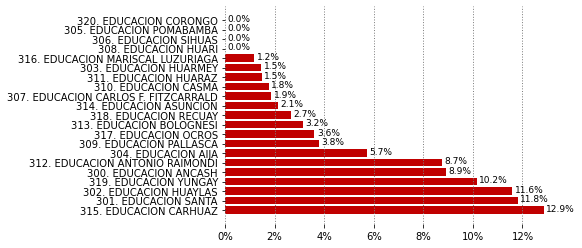 320. EDUCACION CORONGO 0.0%
305. EDUCACION POMABAMBA 0.0%
306. EDUCACION SIHUAS 0.0%
308. EDUCACION HUARI 0.0%
316. EDUCACION MARISCAL LUZURIAGA 1.2%
303. EDUCACION HUARMEY 1.5%
311. EDUCACION HUARAZ 1.5%
310. EDUCACION CASMA 1.8%
307. EDUCACION CARLOS F. FITZCARRALD 1.9%
314. EDUCACION ASUNCION 2.1%
318. EDUCACION RECUAY 2.7%
313. EDUCACION BOLOGNESI 3.2%
317. EDUCACION OCROS 3.6%
309. EDUCACION PALLASCA 3.8%
304. EDUCACION AIJA 5.7%
312. EDUCACION ANTONIO RAIMONDI 8.7%
300. EDUCACION ANCASH 8.9%
319. EDUCACION YUNGAY 10.2%
302. EDUCACION HUAYLAS 11.6%
301. EDUCACION SANTA 11.8%
315. EDUCACION CARHUAZ 12.9%
0% 2% 4% 6% 8% 10% 12%